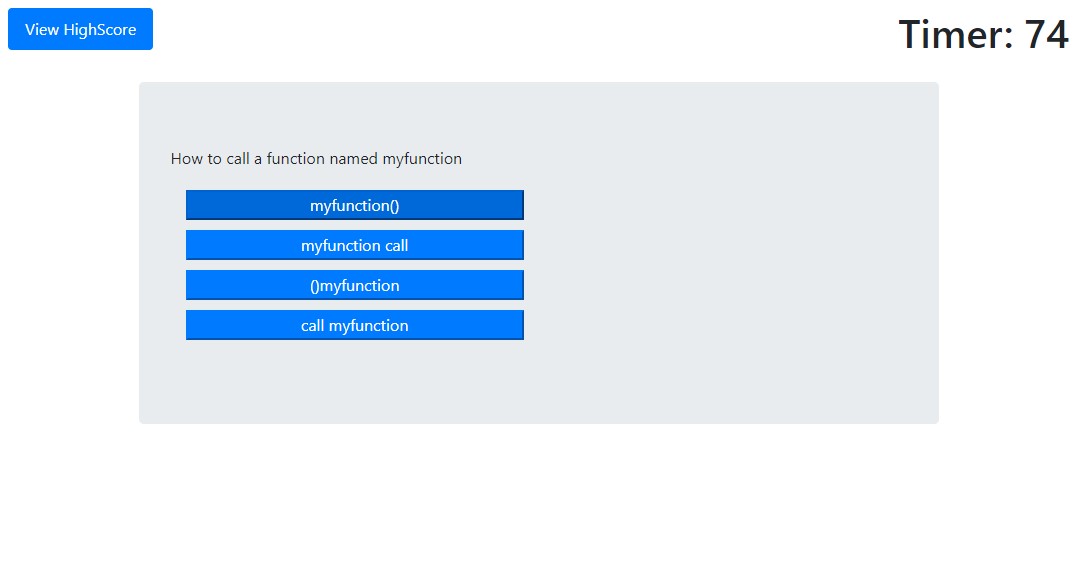 View HighScore
Timer: 74
How to call a function named myfunction
myfunction()
myfunction call
()myfunction
call myfunction